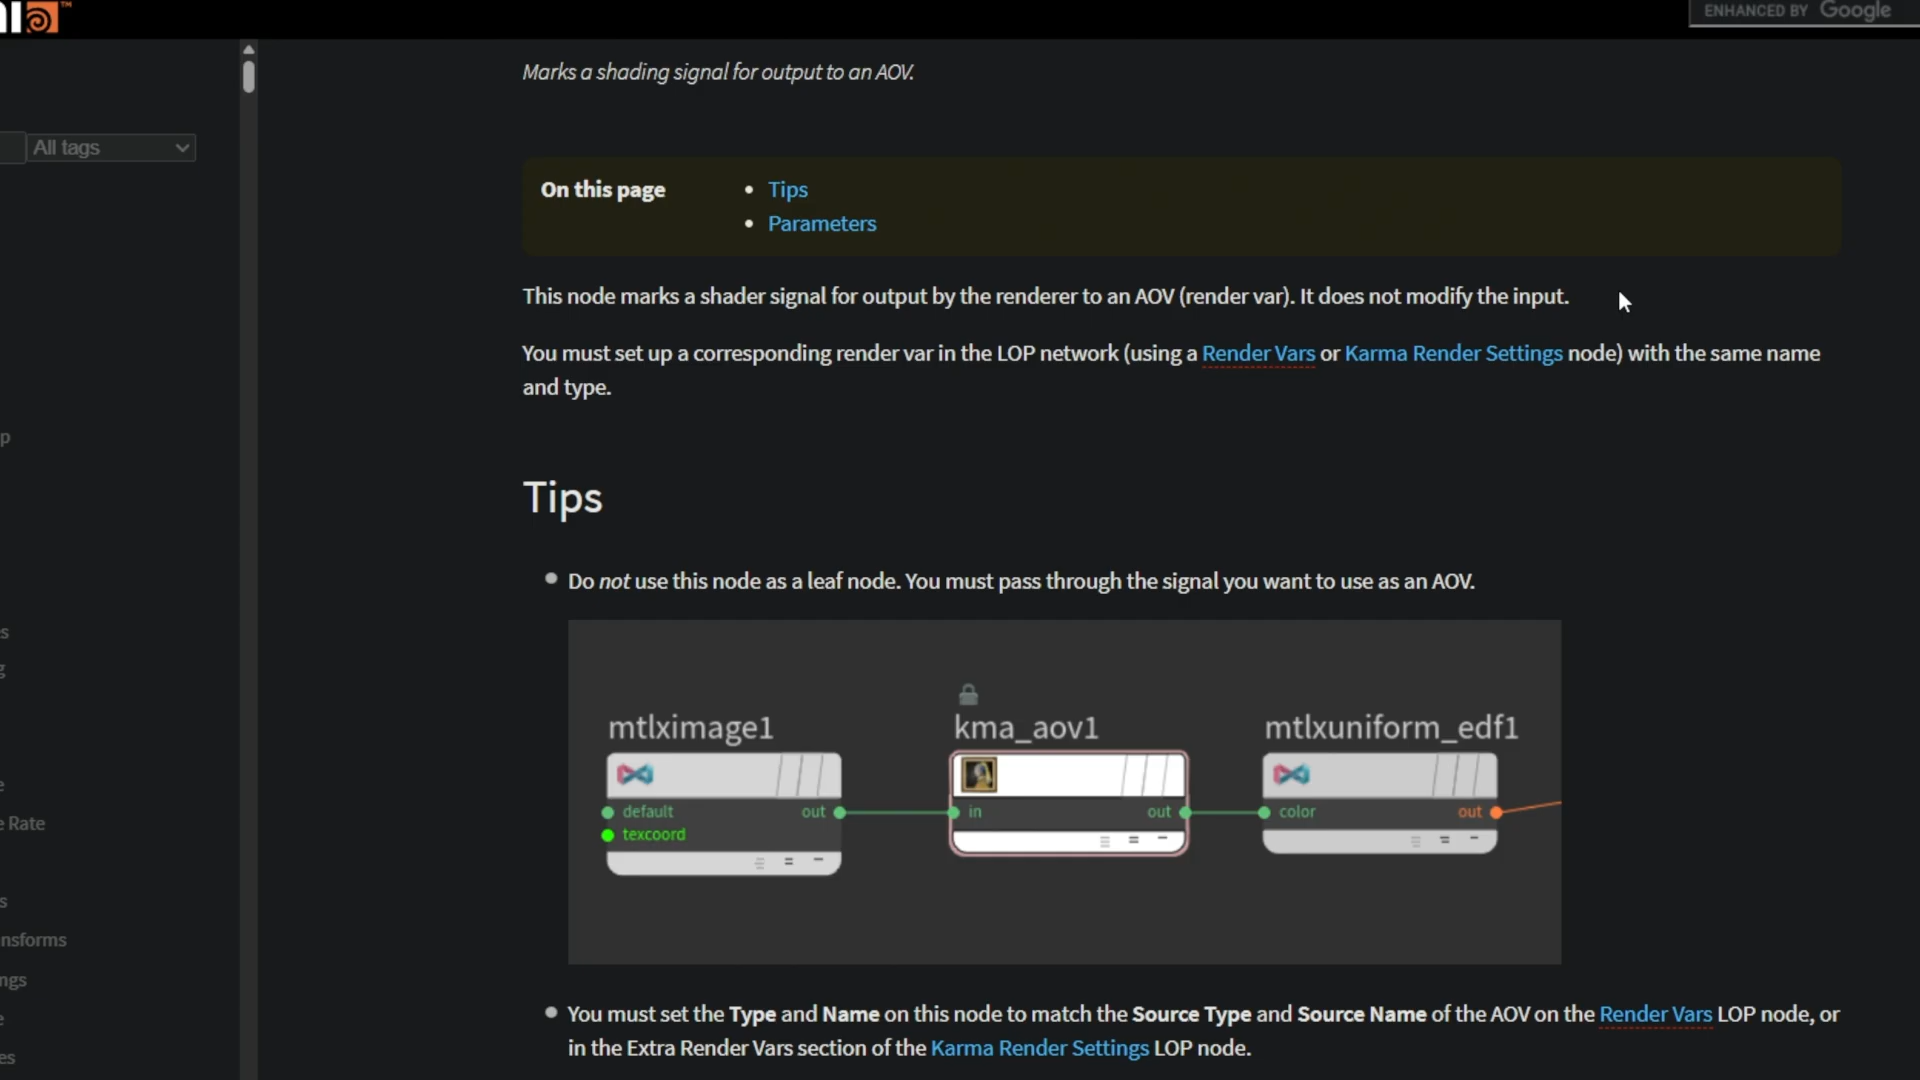 ENHANCED BY Google
Marks a shading signal for output to an AOV.
All tags
On this page
• Tips
• Parameters
This node marks a shader signal for output by the renderer to an AOV (render var). It does not modify the input.
You must set up a corresponding render var in the LOP network (using a Render Vars or Karma Render Settings node) with the same name
and type.
Tips
• Do not use this node as a leaf node. You must pass through the signal you want to use as an AOV.
mtlximage1
default out
texcoord
kma_aov1
in out
mtlxuniform_edf1
color out
• You must set the Type and Name on this node to match the Source Type and Source Name of the AOV on the Render Vars LOP node, or
in the Extra Render Vars section of the Karma Render Settings LOP node.
p
s
g
e
e Rate
s
nsforms
ngs
e
es